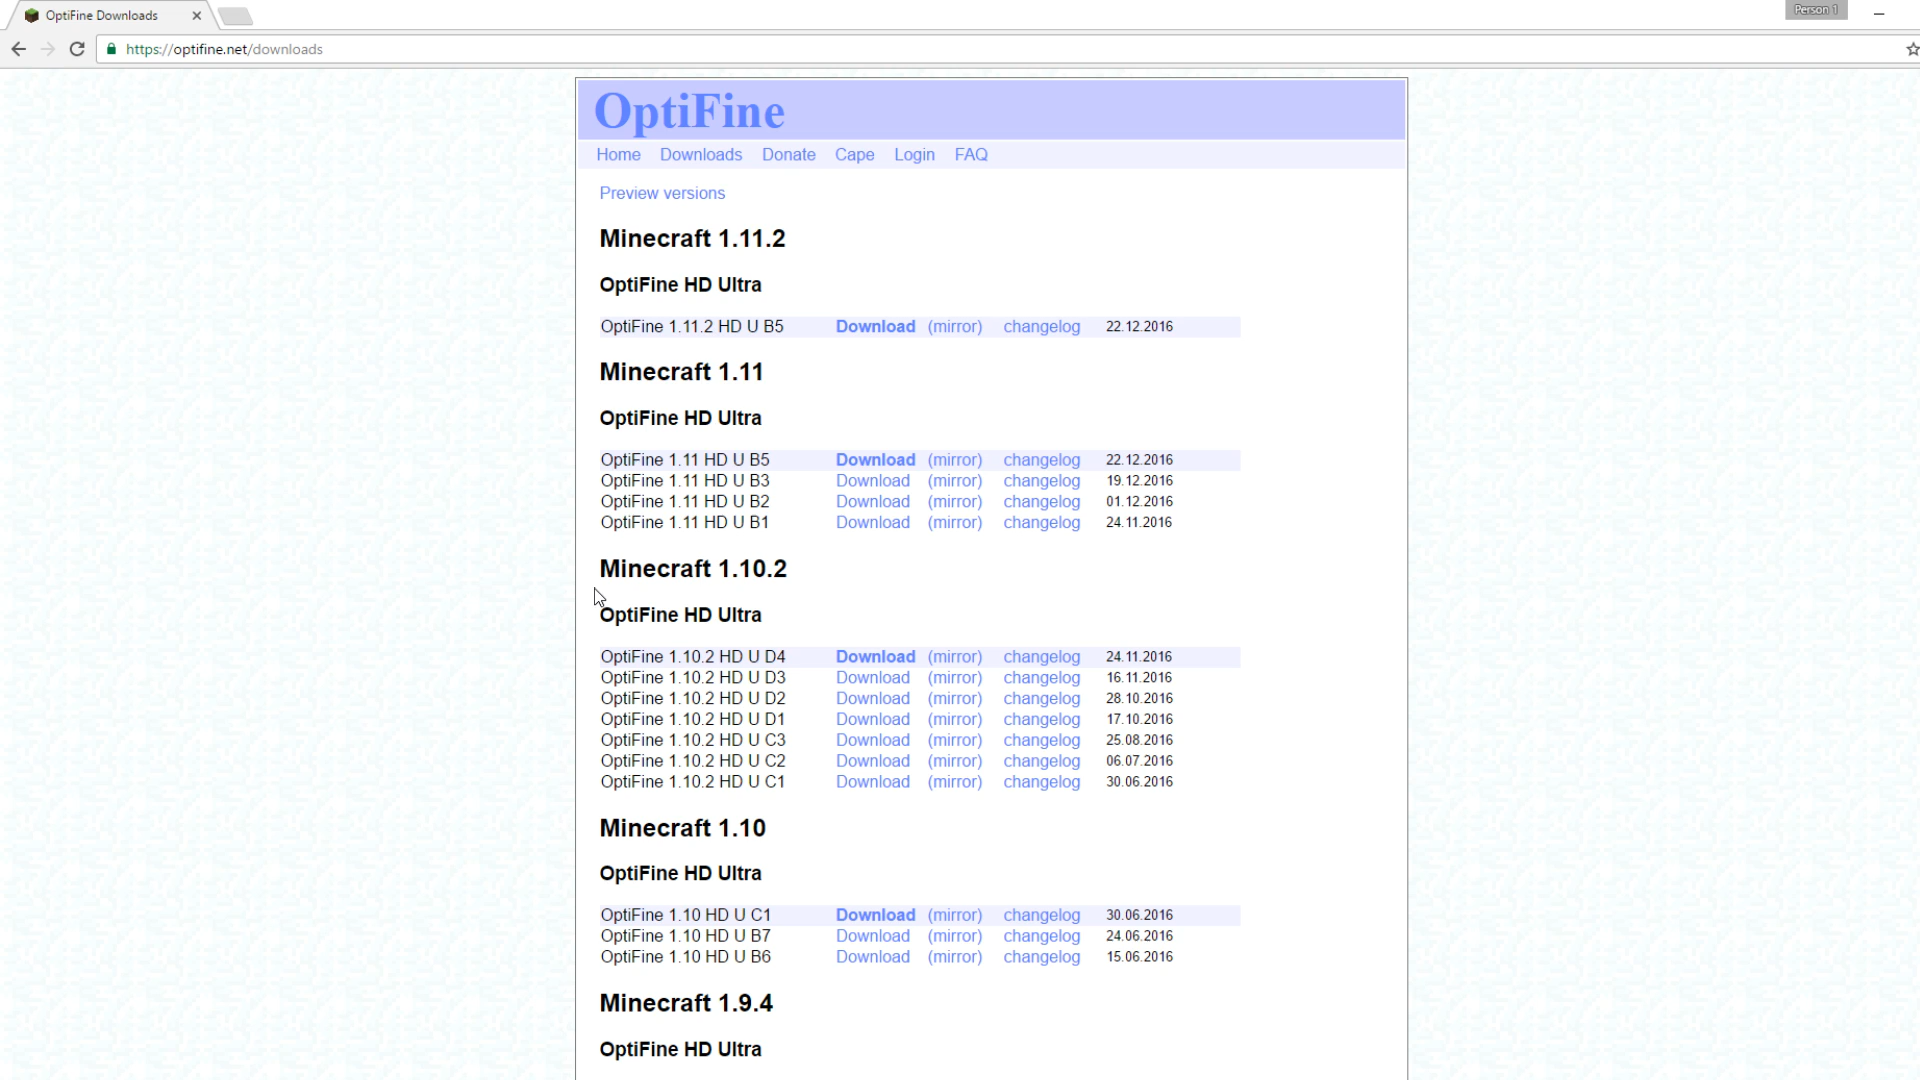 OptiFine Downloads
Person 1
https://optifine.net/downloads
OptiFine
Home Downloads Donate Cape Login FAQ
Preview versions
Minecraft 1.11.2
OptiFine HD Ultra
OptiFine 1.11.2 HD U B5 Download (mirror) changelog 22.12.2016
Minecraft 1.11
OptiFine HD Ultra
OptiFine 1.11 HD U B5 Download (mirror) changelog 22.12.2016
OptiFine 1.11 HD U B3 Download (mirror) changelog 19.12.2016
OptiFine 1.11 HD U B2 Download (mirror) changelog 01.12.2016
OptiFine 1.11 HD U B1 Download (mirror) changelog 24.11.2016
Minecraft 1.10.2
OptiFine HD Ultra
OptiFine 1.10.2 HD U D4 Download (mirror) changelog 24.11.2016
OptiFine 1.10.2 HD U D3 Download (mirror) changelog 16.11.2016
OptiFine 1.10.2 HD U D2 Download (mirror) changelog 28.10.2016
OptiFine 1.10.2 HD U D1 Download (mirror) changelog 17.10.2016
OptiFine 1.10.2 HD U C3 Download (mirror) changelog 25.08.2016
OptiFine 1.10.2 HD U C2 Download (mirror) changelog 06.07.2016
OptiFine 1.10.2 HD U C1 Download (mirror) changelog 30.06.2016
Minecraft 1.10
OptiFine HD Ultra
OptiFine 1.10 HD U C1 Download (mirror) changelog 30.06.2016
OptiFine 1.10 HD U B7 Download (mirror) changelog 24.06.2016
OptiFine 1.10 HD U B6 Download (mirror) changelog 15.06.2016
Minecraft 1.9.4
OptiFine HD Ultra